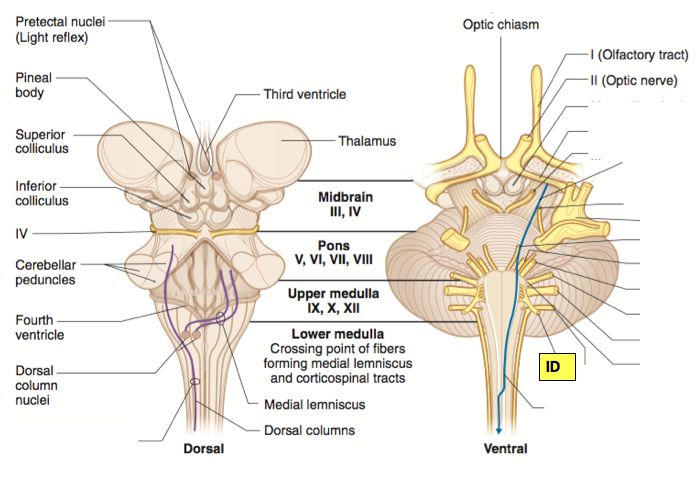 Pretectal nuclei
(Light reflex)
Pineal
body
Superior
colliculus
Inferior
colliculus
IV
Cerebellar
peduncles
Fourth
ventricle
Dorsal
column
nuclei
Third ventricle
Thalamus
Midbrain
III, IV
Pons
V, VI, VII, VIII
Upper medulla
IX, X, XII
Lower medulla
Crossing point of fibers
forming medial lemniscus
and corticospinal tracts
Medial lemniscus
Dorsal columns
Dorsal
Optic chiasm
I (Olfactory tract)
II (Optic nerve)
ID
Ventral